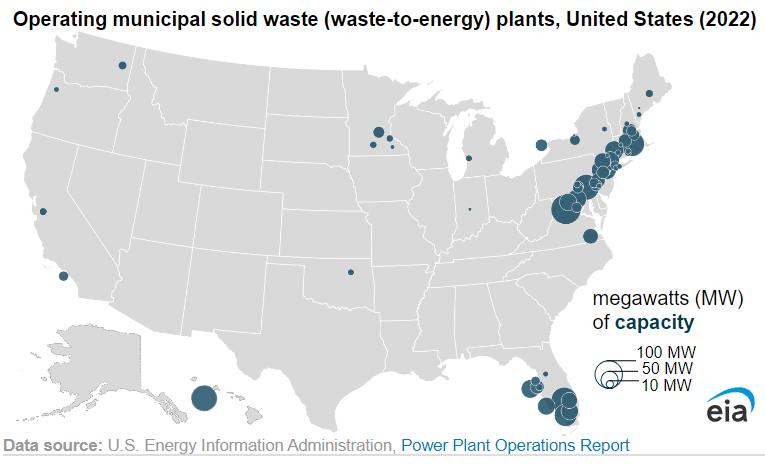 Operating municipal solid waste (waste-to-energy) plants, United States (2022)
megawatts (MW)
of capacity
100 MW
50 MW
10 MW
eia
Data source: U.S. Energy Information Administration, Power Plant Operations Report